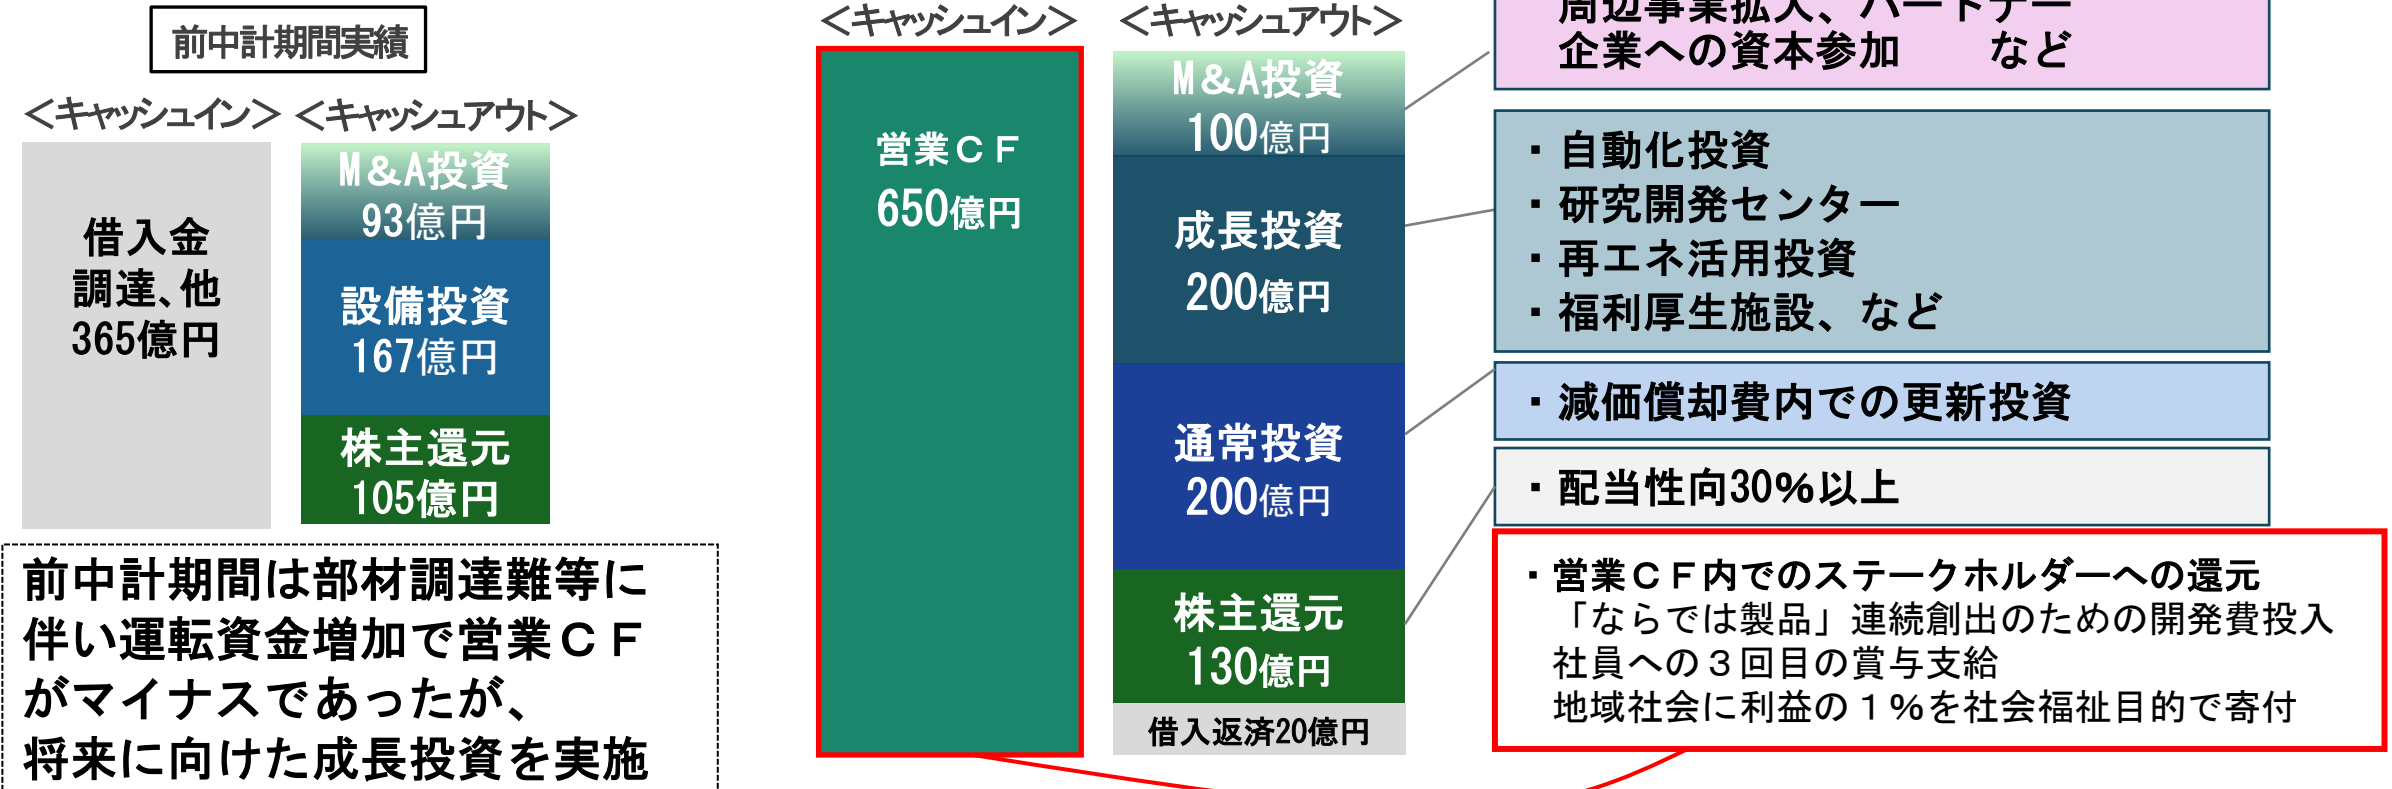 前中計期間実績
＜キャッシュイン＞
＜キャッシュアウト＞
借入金
調達、他
365億円
M＆A投資
93億円
設備投資
167億円
株主還元
105億円
前中計期間は部材調達難等に
伴い運転資金増加で営業ＣＦ
がマイナスであったが、
将来に向けた成長投資を実施
＜キャッシュイン＞
＜キャッシュアウト＞
営業ＣＦ
650億円
M＆A投資
100億円
成長投資
200億円
通常投資
200億円
株主還元
130億円
借入返済20億円
周辺事業拡大、パートナー
企業への資本参加　　など
・自動化投資
・研究開発センター
・再エネ活用投資
・福利厚生施設、など
・減価償却費内での更新投資
・配当性向30%以上
・営業ＣＦ内でのステークホルダーへの還元
「ならでは製品」連続創出のための開発費投入
社員への３回目の賞与支給
地域社会に利益の１%を社会福祉目的で寄付